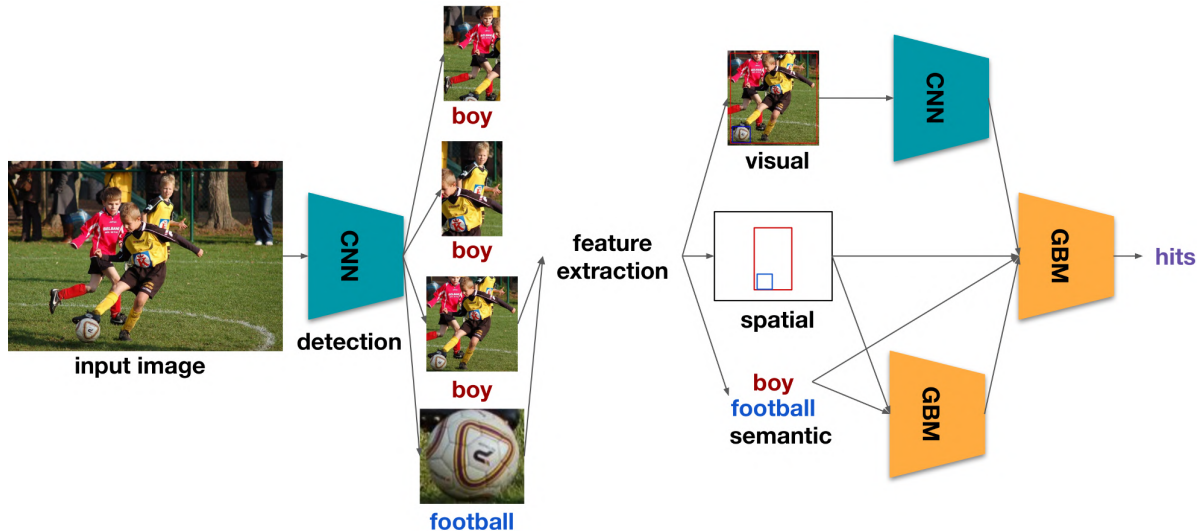 input image
CNN
detection
boy
boy
boy
football
feature
extraction
visual
spatial
boy
football
semantic
CNN
GBM
GBM
hits